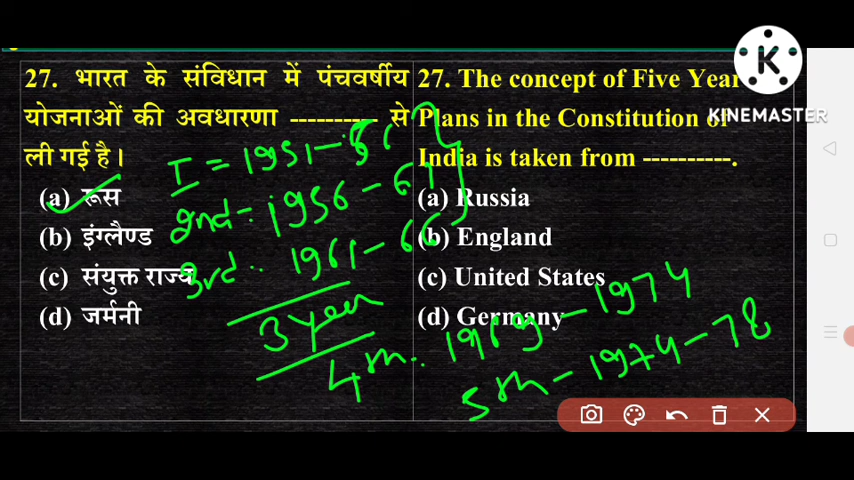 27. भारत के संविधान में पंचवर्षीय
योजनाओं की अवधारणा ---------- से
ली गई है।
(a) रूस
(b) इंग्लैण्ड
(c) संयुक्त राज्य
(d) जर्मनी
27. The concept of Five Year
Plans in the Constitution of
India is taken from ----------.
(a) Russia
(b) England
(c) United States
(d) Germany
I = 1951-56
2nd - 1956 - 61
3rd .. 1961 - 66
3 year
4th .. 1969 - 1974
5th - 1974 - 78
K
KINEMASTER